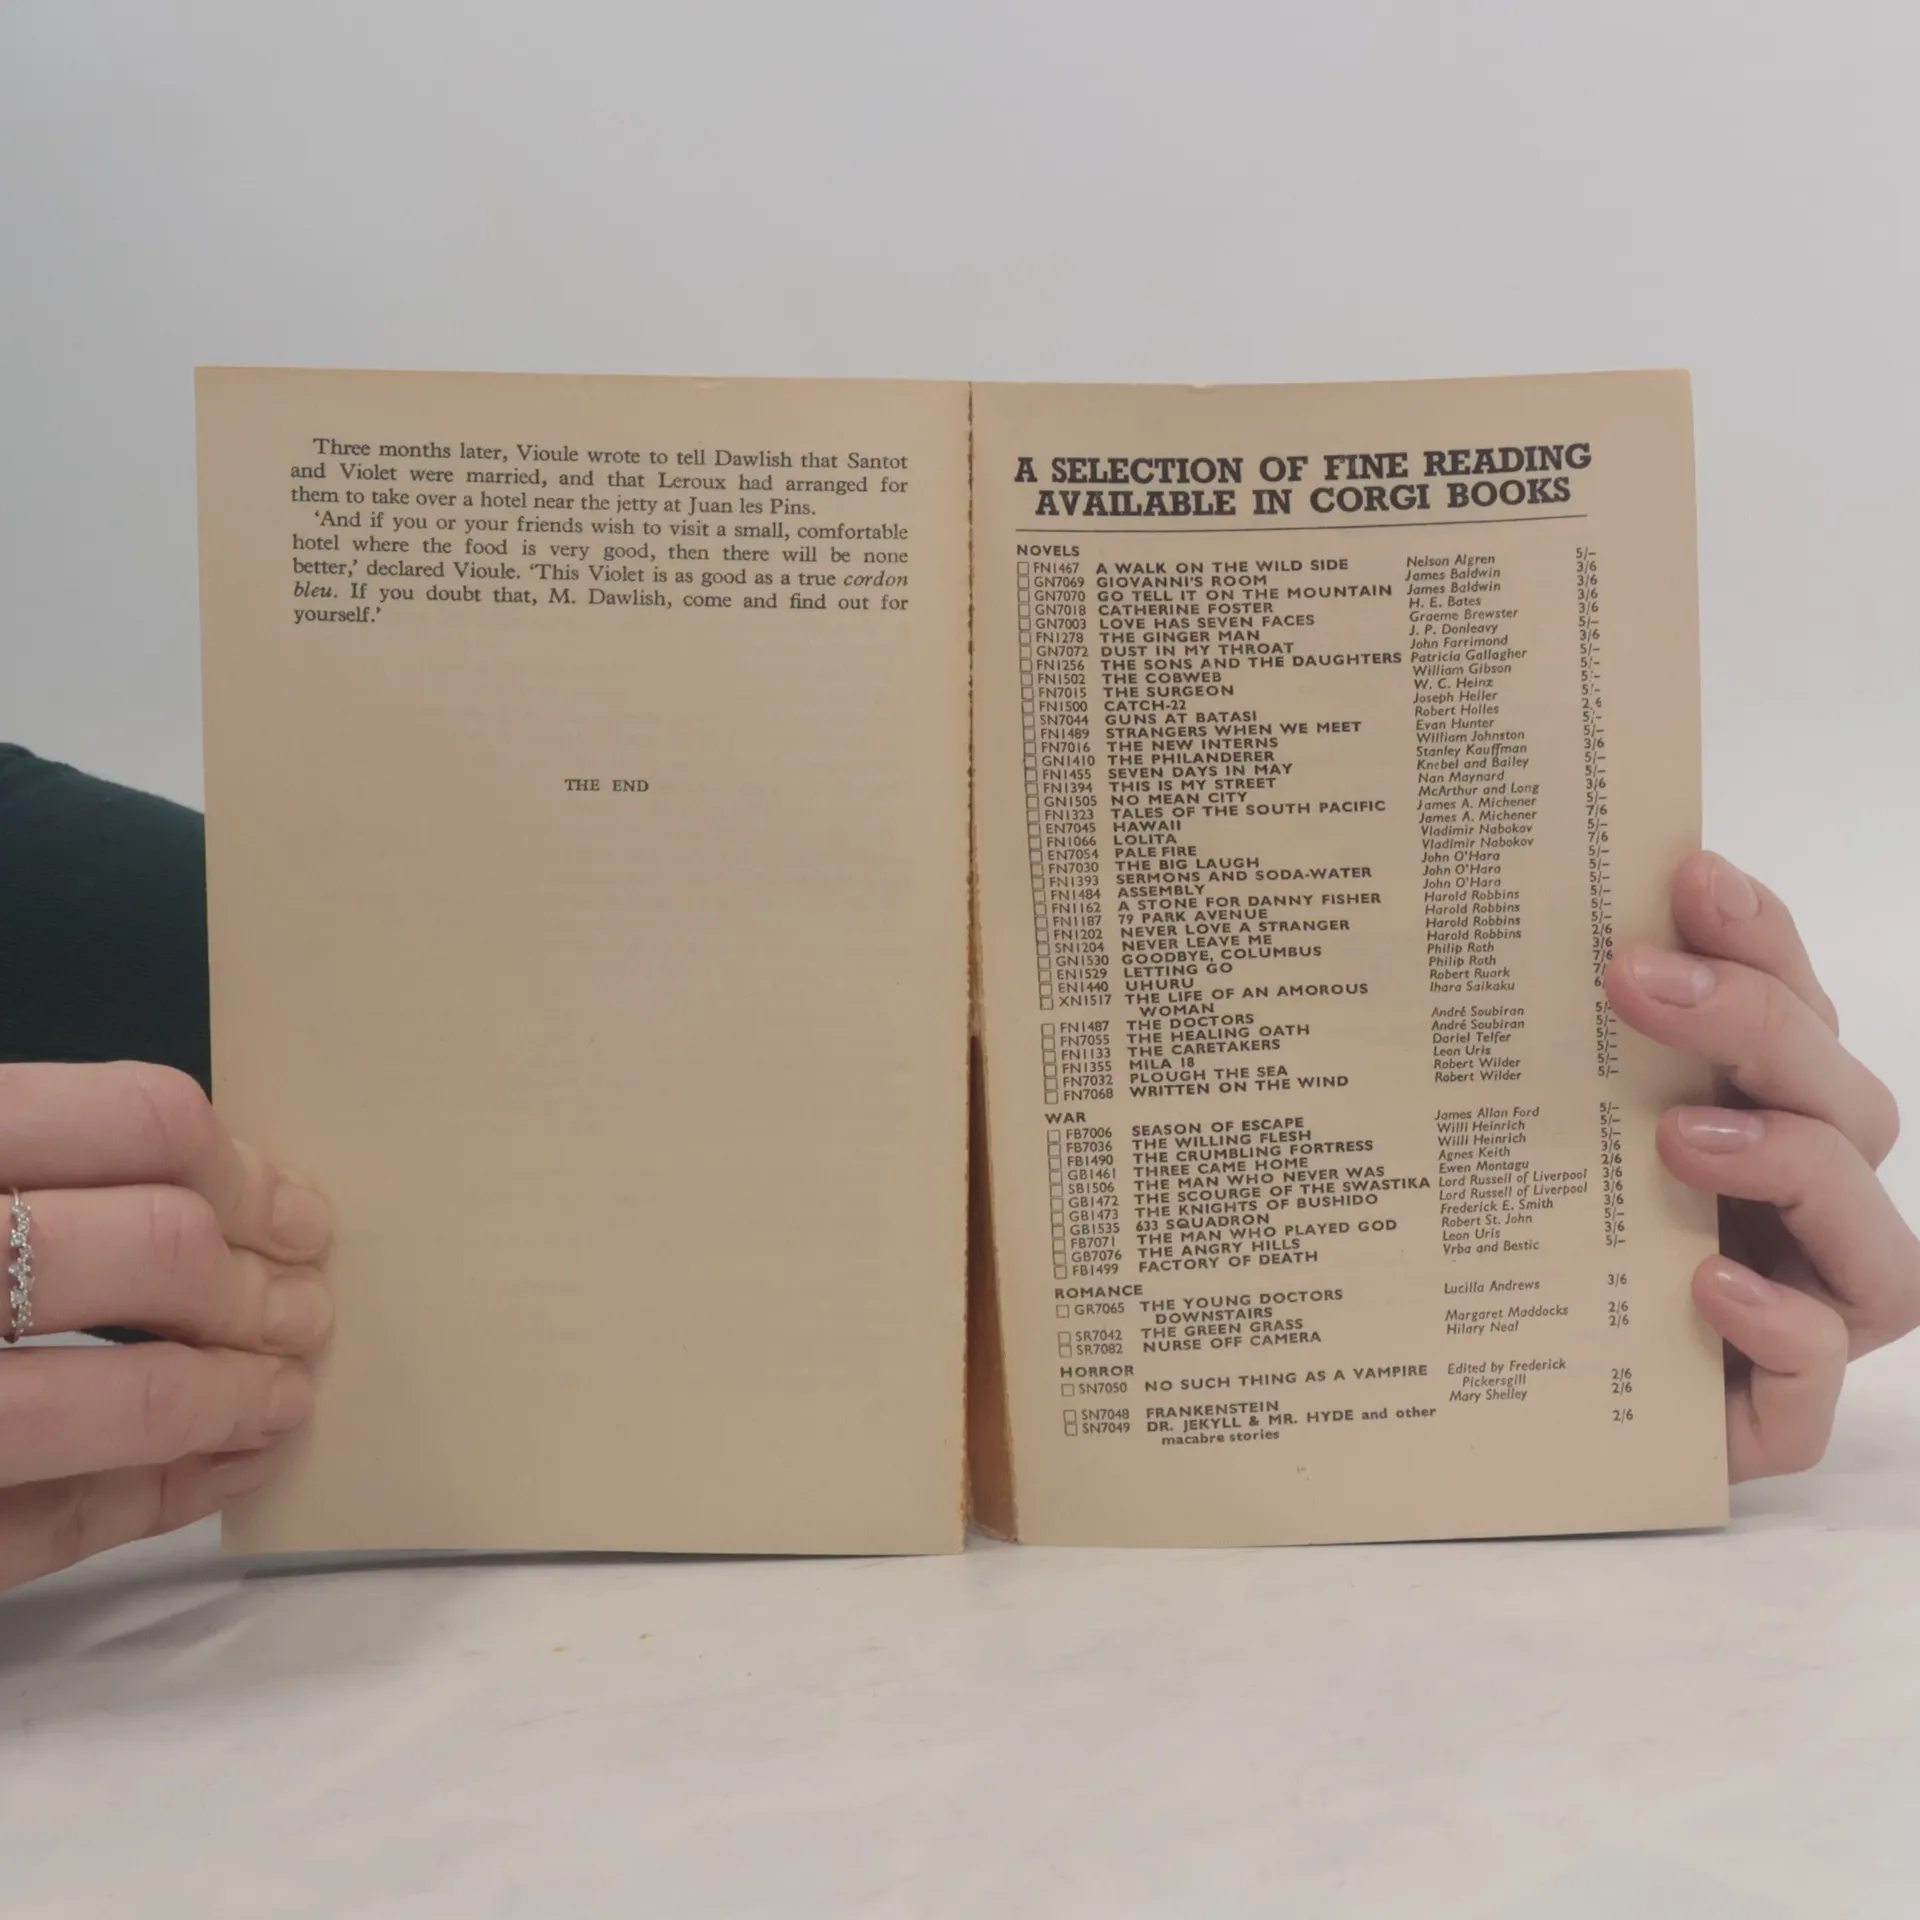 Three months later, Vioule wrote to tell Dawlish that Santot
and Violet were married, and that Leroux had arranged for
them to take over a hotel near the jetty at Juan les Pins.
‘And if you or your friends wish to visit a small, comfortable
hotel where the food is very good, then there will be none
better,’ declared Vioule. ‘This Violet is as good as a true cordon
bleu. If you doubt that, M. Dawlish, come and find out for
yourself.’
THE END
A SELECTION OF FINE READING
AVAILABLE IN CORGI BOOKS
NOVELS
FN1467 A WALK ON THE WILD SIDE Nelson Algren 5/–
GN7069 GIOVANNI'S ROOM James Baldwin 3/6
GN7070 GO TELL IT ON THE MOUNTAIN James Baldwin 3/6
GN7018 CATHERINE FOSTER H. E. Bates 3/6
GN7003 LOVE HAS SEVEN FACES Graeme Brewster 3/6
FN1278 THE GINGER MAN J. P. Donleavy 5/–
GN7072 DUST IN MY THROAT John Farrimond 3/6
FN1256 THE SONS AND THE DAUGHTERS Patricia Gallagher 5/–
FN1502 THE COBWEB William Gibson 5/–
FN7015 THE SURGEON W. C. Heinz 5/–
FN1500 CATCH-22 Joseph Heller 5/–
SN7044 GUNS AT BATASI Robert Holles 2/6
FN1489 STRANGERS WHEN WE MEET Evan Hunter 5/–
FN7016 THE NEW INTERNS William Johnston 5/–
GN1410 THE PHILANDERER Stanley Kauffman 3/6
FN1455 SEVEN DAYS IN MAY Knebel and Bailey 5/–
FN1394 THIS IS MY STREET Nan Maynard 5/–
GN1505 NO MEAN CITY McArthur and Long 3/6
FN1323 TALES OF THE SOUTH PACIFIC James A. Michener 5/–
EN7045 HAWAII James A. Michener 7/6
FN1066 LOLITA Vladimir Nabokov 5/–
EN7054 PALE FIRE Vladimir Nabokov 7/6
FN7030 THE BIG LAUGH John O'Hara 5/–
FN1393 SERMONS AND SODA-WATER John O'Hara 5/–
FN1484 ASSEMBLY John O'Hara 5/–
FN1162 A STONE FOR DANNY FISHER Harold Robbins 5/–
FN1187 79 PARK AVENUE Harold Robbins 5/–
FN1202 NEVER LOVE A STRANGER Harold Robbins 5/–
SN1204 NEVER LEAVE ME Harold Robbins 2/6
GN1530 GOODBYE, COLUMBUS Philip Roth 3/6
EN1529 LETTING GO Philip Roth 7/6
EN1440 UHURU Robert Ruark
XN1517 THE LIFE OF AN AMOROUS Ihara Saikaku
WOMAN
FN1487 THE DOCTORS André Soubiran 5/–
FN7055 THE HEALING OATH André Soubiran 5/–
FN1133 THE CARETAKERS Dariel Telfer 5/–
FN1355 MILA 18 Leon Uris 5/–
FN7032 PLOUGH THE SEA Robert Wilder 5/–
FN7068 WRITTEN ON THE WIND Robert Wilder 5/–
WAR
FB7006 SEASON OF ESCAPE James Allan Ford 5/–
FB7036 THE WILLING FLESH Willi Heinrich 5/–
FB1490 THE CRUMBLING FORTRESS Willi Heinrich 5/–
GB1461 THREE CAME HOME Agnes Keith 3/6
SB1506 THE MAN WHO NEVER WAS Ewen Montagu 2/6
GB1472 THE SCOURGE OF THE SWASTIKA Lord Russell of Liverpool 3/6
GB1473 THE KNIGHTS OF BUSHIDO Lord Russell of Liverpool 3/6
GB1535 633 SQUADRON Frederick E. Smith 3/6
FB7071 THE MAN WHO PLAYED GOD Robert St. John 5/–
GB7076 THE ANGRY HILLS Leon Uris 3/6
FB1499 FACTORY OF DEATH Vrba and Bestic 5/–
ROMANCE
GR7065 THE YOUNG DOCTORS Lucilla Andrews 3/6
DOWNSTAIRS
SR7042 THE GREEN GRASS Margaret Maddocks 2/6
SR7082 NURSE OFF CAMERA Hilary Neal 2/6
HORROR
SN7050 NO SUCH THING AS A VAMPIRE Edited by Frederick
Pickersgill 2/6
SN7048 FRANKENSTEIN Mary Shelley 2/6
SN7049 DR. JEKYLL & MR. HYDE and other 2/6
macabre stories